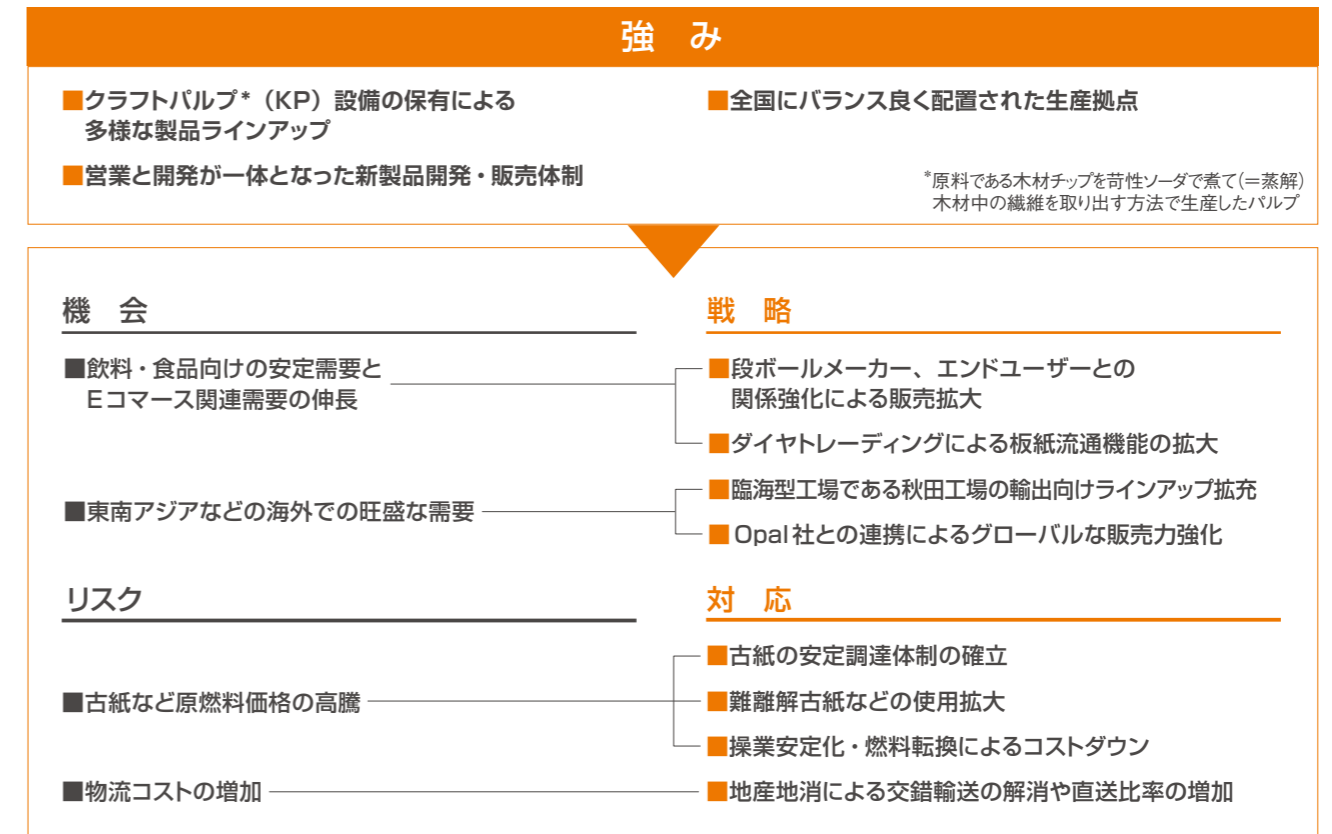 強 み
■クラフトパルプ*（KP）設備の保有による
多様な製品ラインアップ
■営業と開発が一体となった新製品開発・販売体制
■全国にバランス良く配置された生産拠点
*原料である木材チップを苛性ソーダで煮て(＝蒸解)
木材中の繊維を取り出す方法で生産したパルプ
機 会
■飲料・食品向けの安定需要と
Eコマース関連需要の伸長
■東南アジアなどの海外での旺盛な需要
戦 略
■段ボールメーカー、エンドユーザーとの
関係強化による販売拡大
■ダイヤトレーディングによる板紙流通機能の拡大
■臨海型工場である秋田工場の輸出向けラインアップ拡充
■Opal社との連携によるグローバルな販売力強化
リスク
■古紙など原燃料価格の高騰
■物流コストの増加
対 応
■古紙の安定調達体制の確立
■難離解古紙などの使用拡大
■操業安定化・燃料転換によるコストダウン
■地産地消による交錯輸送の解消や直送比率の増加